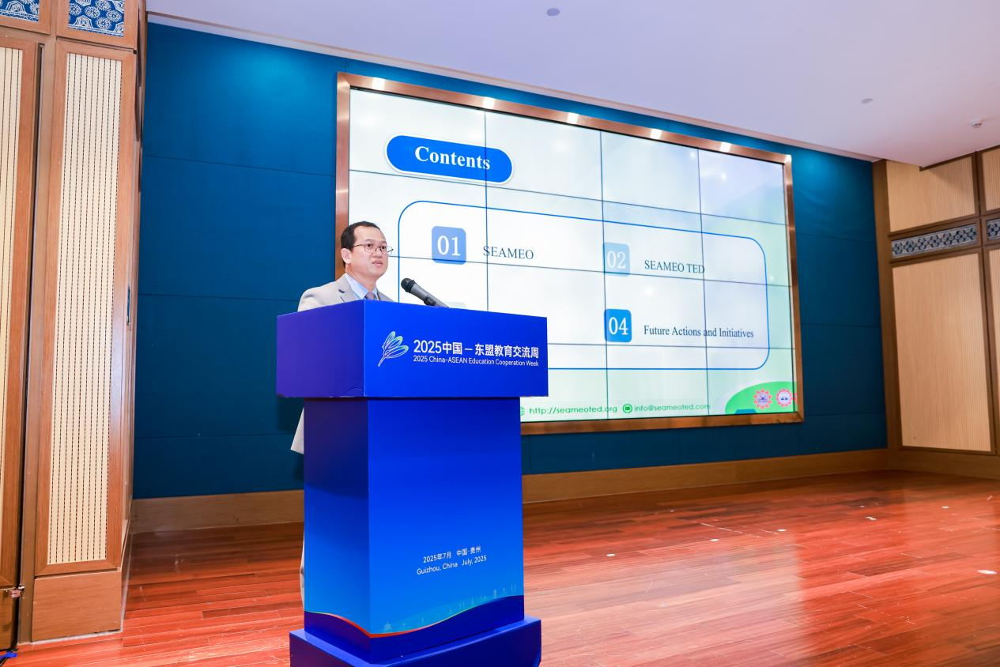 Contents
01 SEAMEO
02 SEAMEO TED
04 Future Actions and Initiatives
http://seameoted.org info@seameoted.com
2025中国—东盟教育交流周
2025 China-ASEAN Education Cooperation Week
2025年7月 中国·贵州
Guizhou, China July, 2025